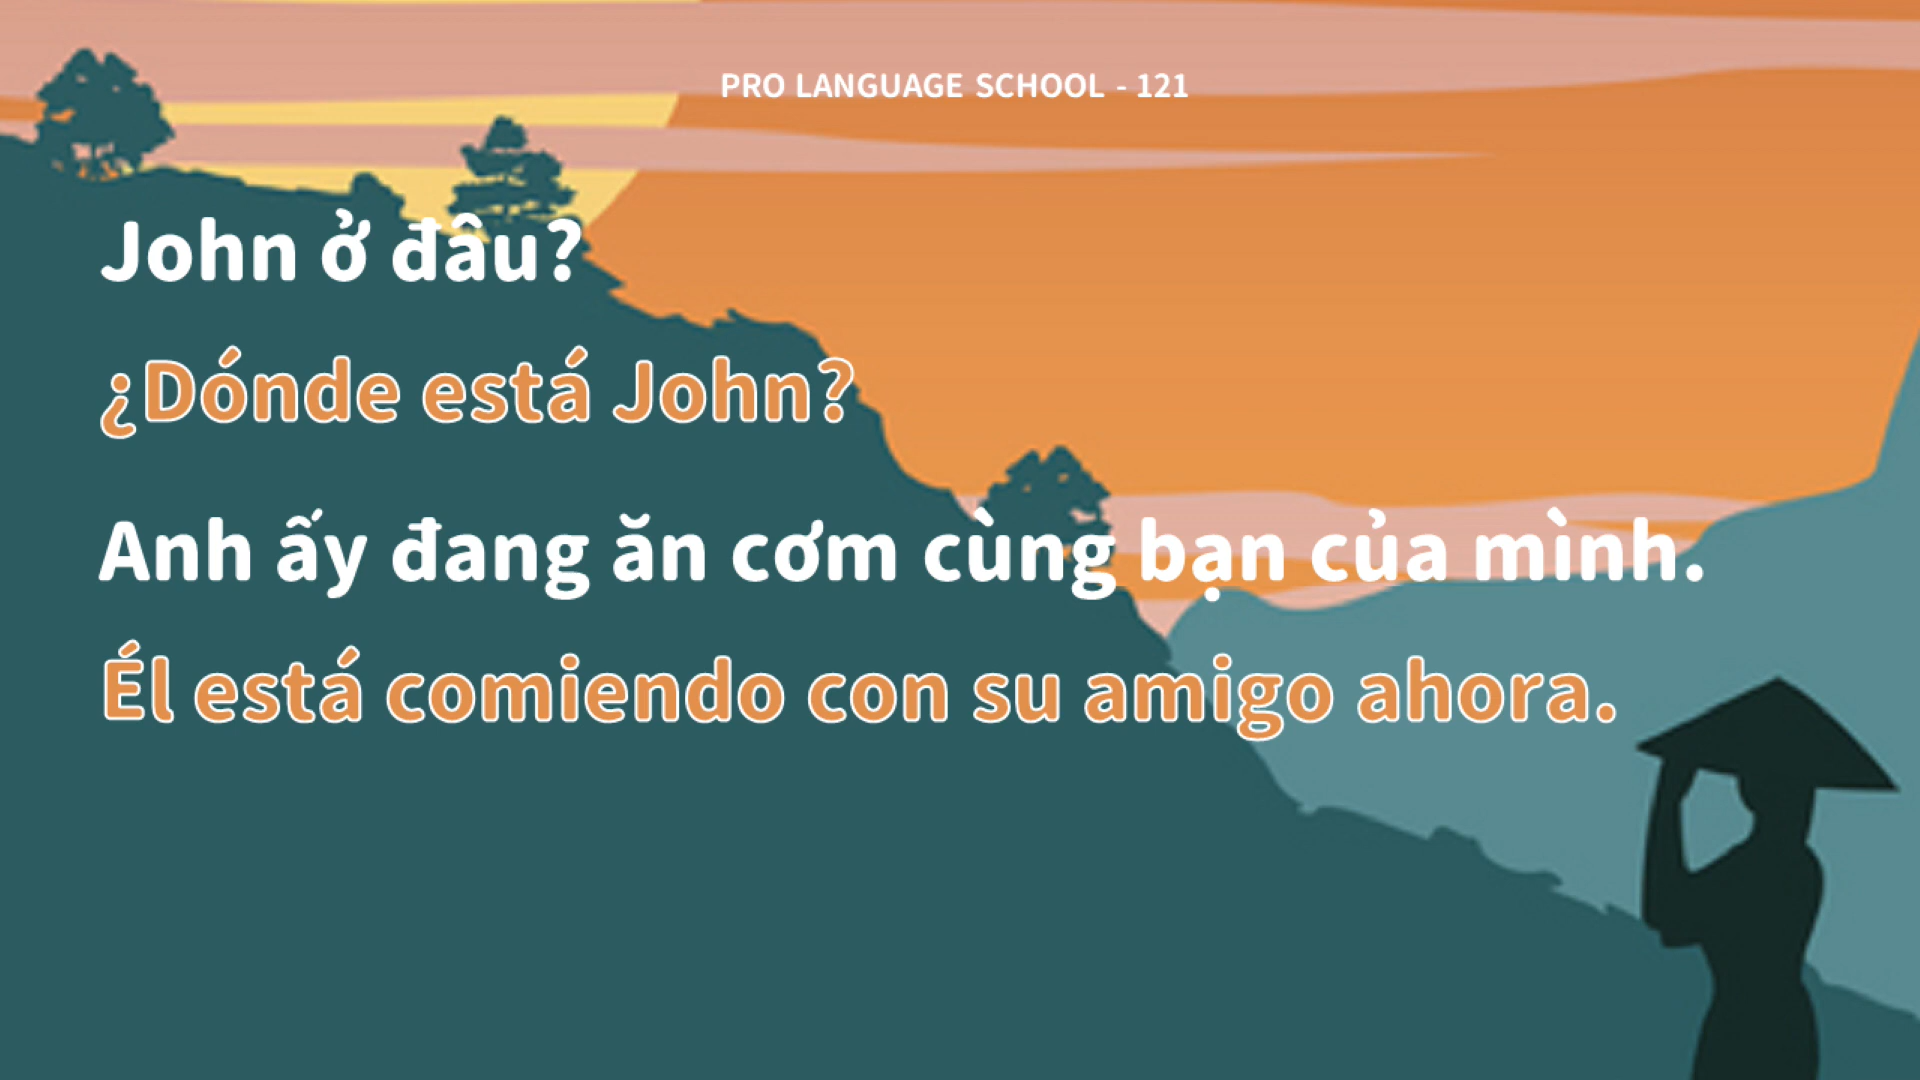 PRO LANGUAGE SCHOOL - 121
John ở đâu?
¿Dónde está John?
Anh ấy đang ăn cơm cùng bạn của mình.
Él está comiendo con su amigo ahora.